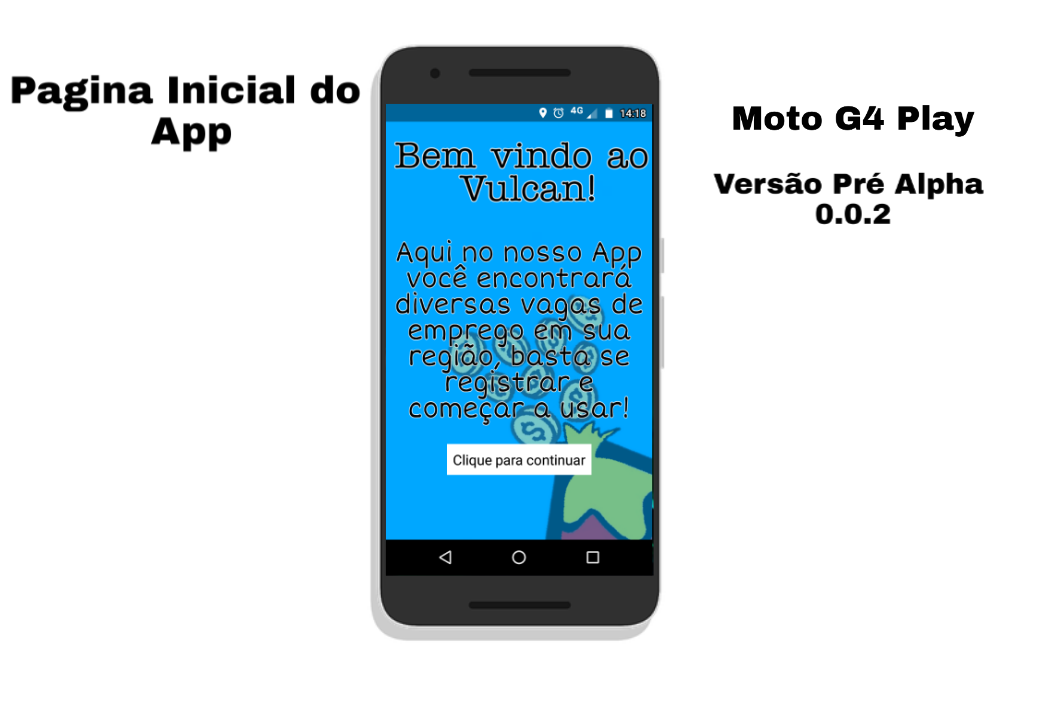 Pagina Inicial do
App
4G
14:18
Bem vindo ao
Vulcan!
Aqui no nosso App
você encontrará
diversas vagas de
emprego em sua
região, basta se
registrar e
começar a usar!
Clique para continuar
Moto G4 Play
Versão Pré Alpha
0.0.2